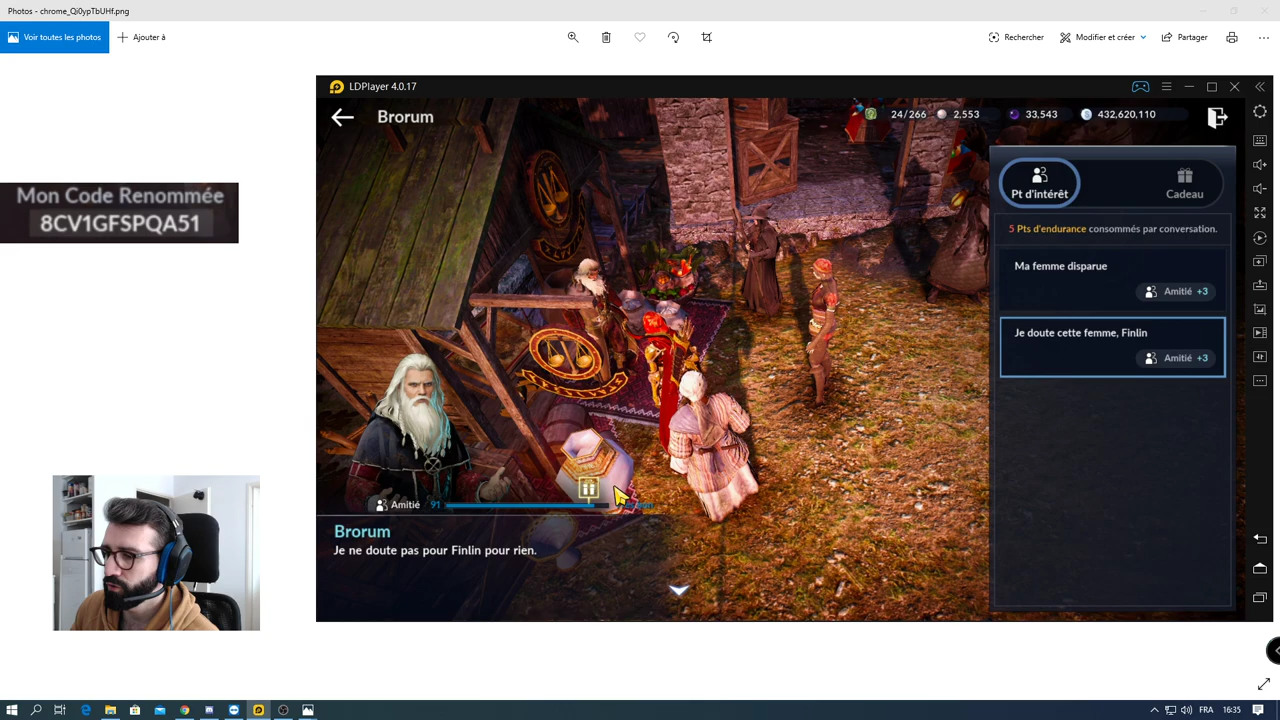 Photos - chrome_Qi0ypTbUHf.png
Voir toutes les photos
Ajouter à
Rechercher
Modifier et créer
Partager
LDPlayer 4.0.17
Brorum
24/266
2,553
33,543
432,620,110
Mon Code Renommée
8CV1GFSPQA51
Pt d'intérêt
Cadeau
5 Pts d'endurance consommés par conversation.
Ma femme disparue
Amitié +3
Je doute cette femme, Finlin
Amitié +3
Amitié 91
Brorum
Je ne doute pas pour Finlin pour rien.
FRA
16:35